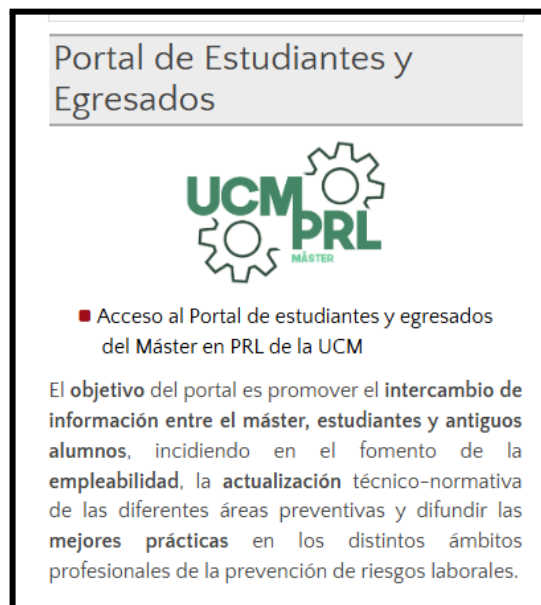 Portal de Estudiantes y
Egresados
UCM
PRL
MÁSTER
Acceso al Portal de estudiantes y egresados
del Máster en PRL de la UCM
El objetivo del portal es promover el intercambio de
información entre el máster, estudiantes y antiguos
alumnos, incidiendo en el fomento de la
empleabilidad, la actualización técnico-normativa
de las diferentes áreas preventivas y difundir las
mejores prácticas en los distintos ámbitos
profesionales de la prevención de riesgos laborales.